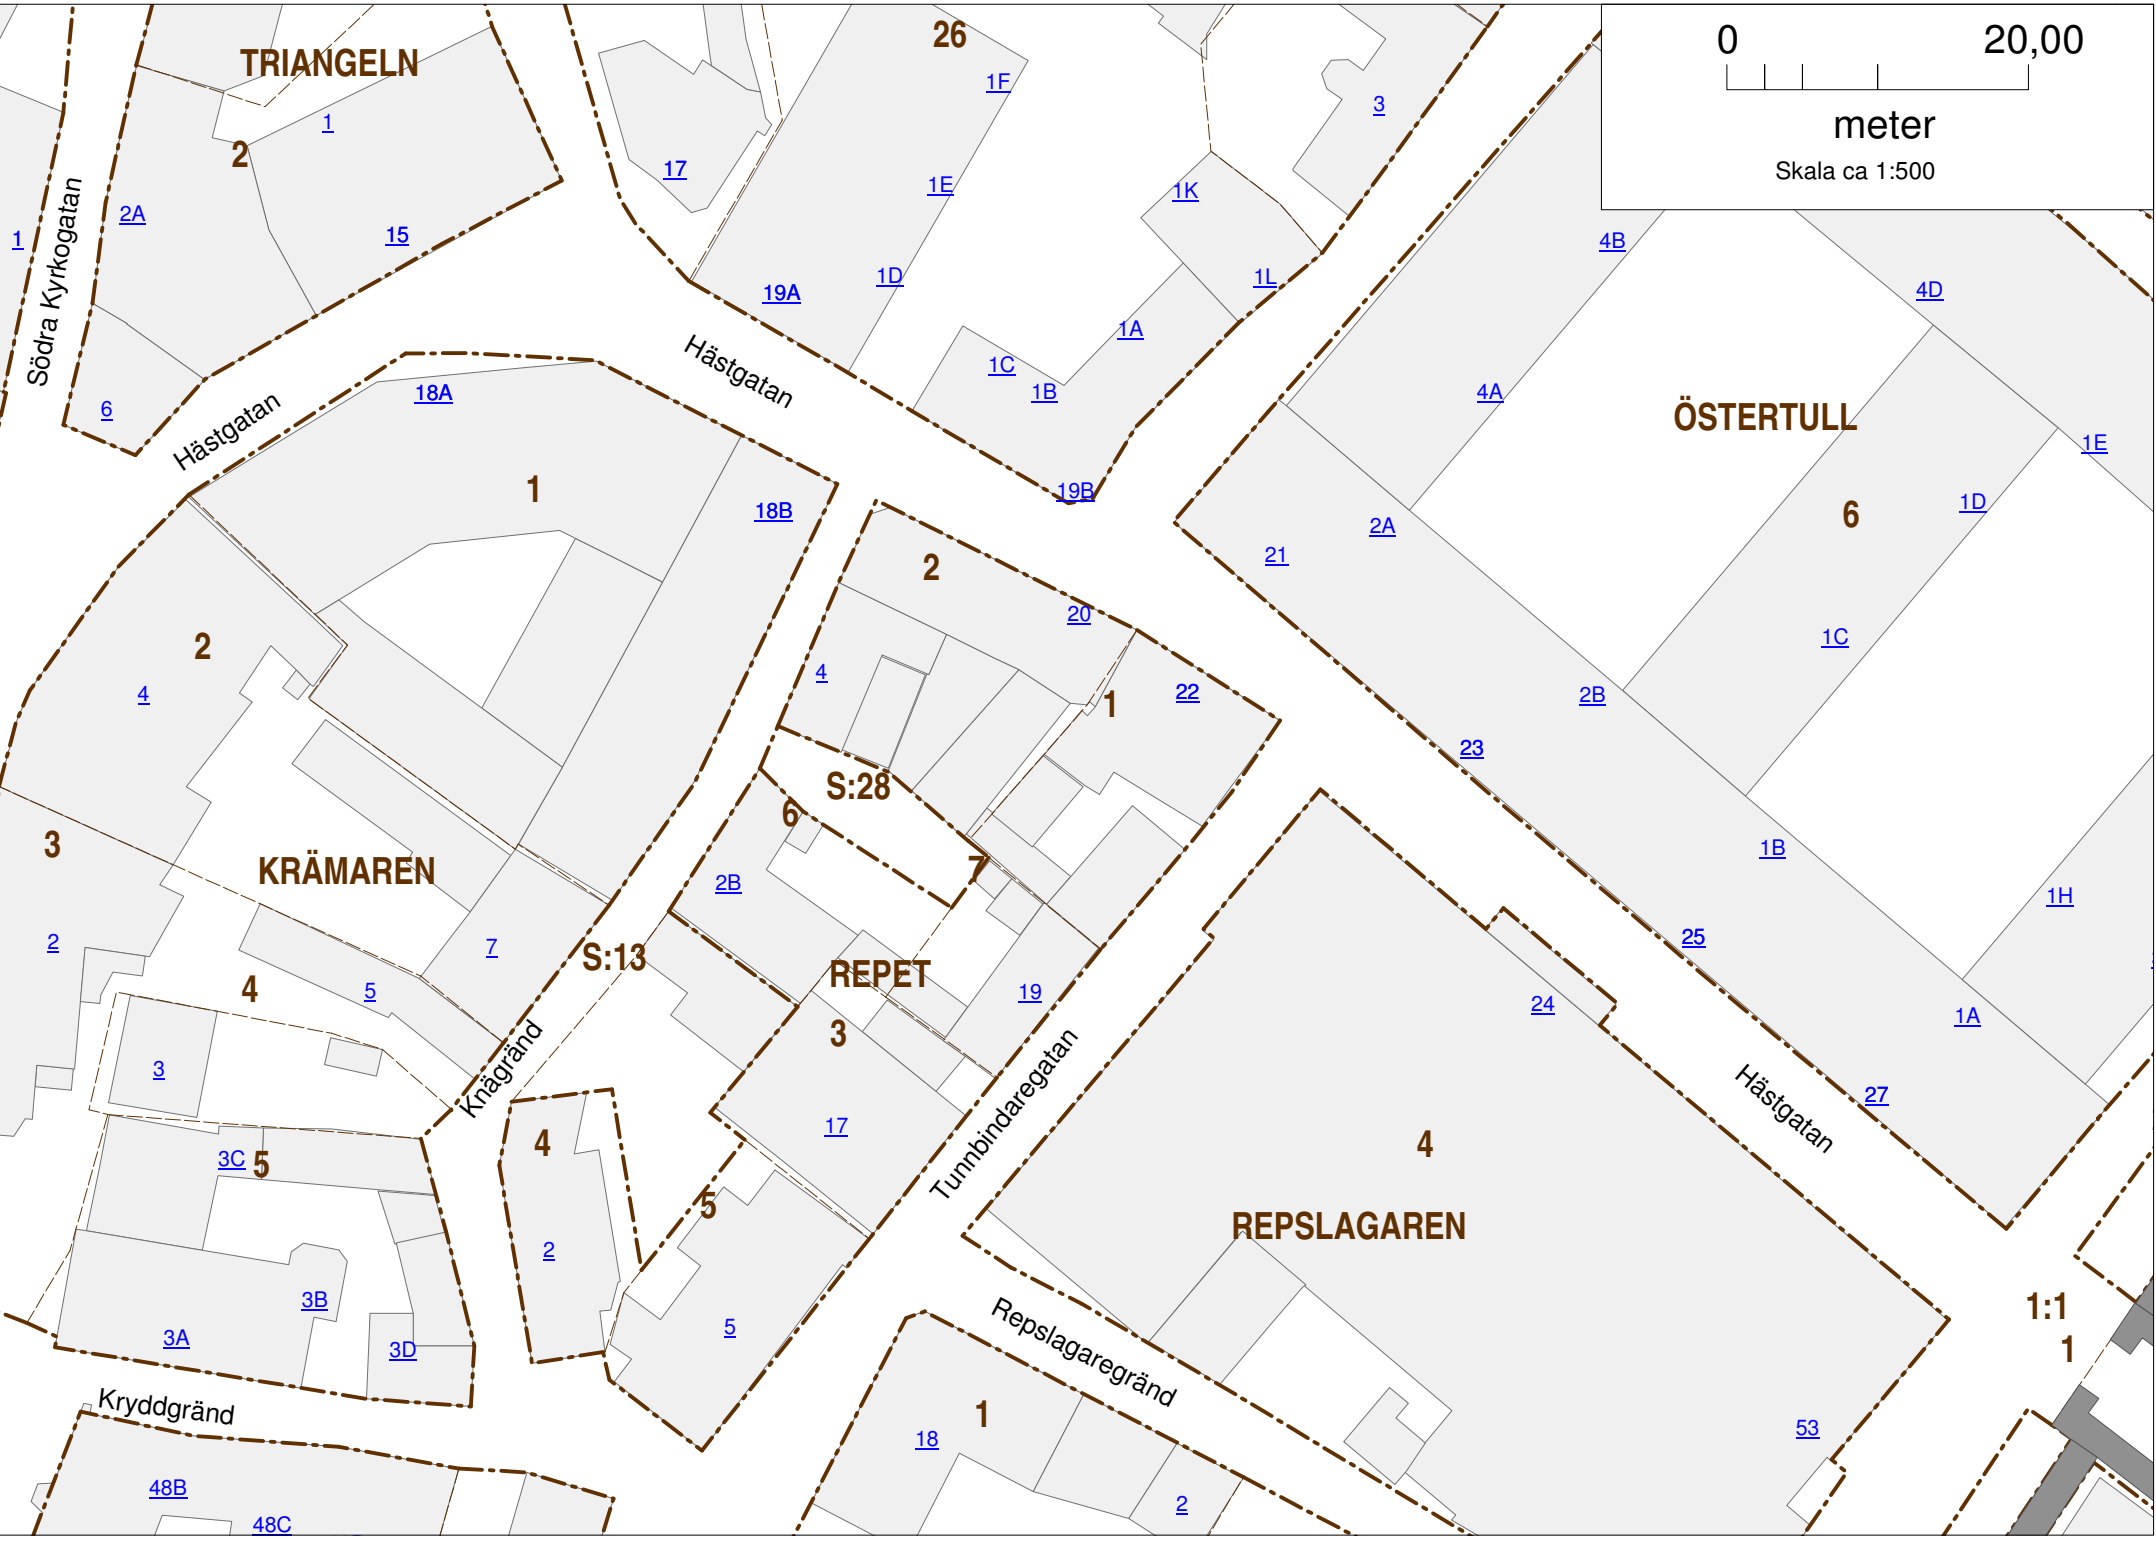 0 20,00
meter
Skala ca 1:500
26
TRIANGELN
1F
3
1
2
17
1E
1K
2A
1
15
4B
Södra Kyrkogatan
1D
1L
19A
4D
1A
Hästgatan
1C
1B
18A
4A
6
Hästgatan
ÖSTERTULL
1E
1
19B
18B
1D
6
2A
21
2
20
1C
2
4
4
22
1
2B
23
S:28
6
3
1B
KRÄMAREN
7
2B
1H
2
7
S:13
25
REPET
4
5
19
24
1A
3
3
Knägränd
27
Hästgatan
17
Tunnbindaregatan
4
4
3C
5
5
REPSLAGAREN
2
3B
1:1
3A
5
3D
1
Repslagaregränd
Kryddgränd
1
18
53
48B
2
48C